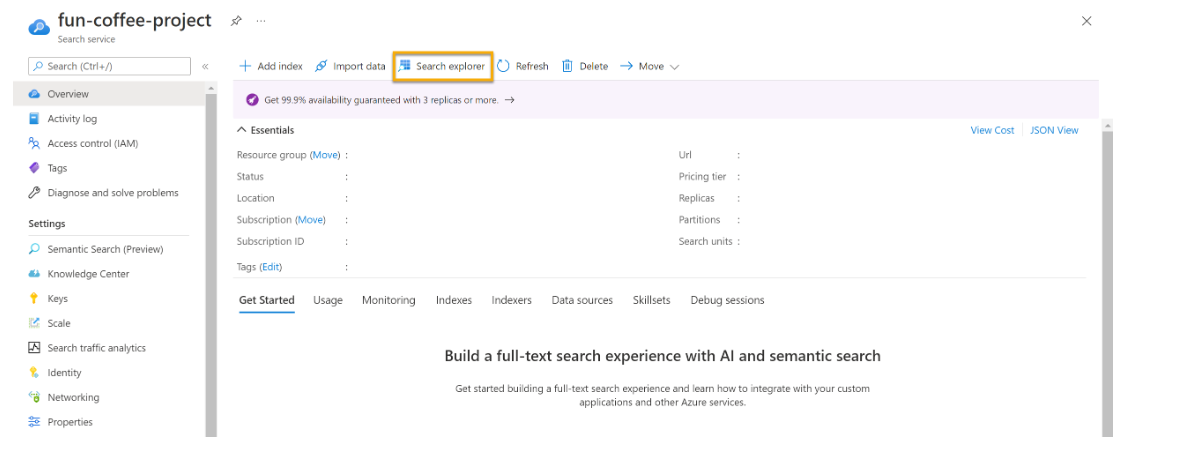 fun-coffee-project
Search service
Search (Ctrl+/)
Overview
Activity log
Access control (IAM)
Tags
Diagnose and solve problems
Settings
Semantic Search (Preview)
Knowledge Center
Keys
Scale
Search traffic analytics
Identity
Networking
Properties
Add index Import data Search explorer Refresh Delete Move
Get 99.9% availability guaranteed with 3 replicas or more. →
Essentials
View Cost JSON View
Resource group (Move) :
Status :
Location :
Subscription (Move) :
Subscription ID :
Tags (Edit) :
Url :
Pricing tier :
Replicas :
Partitions :
Search units :
Get Started Usage Monitoring Indexes Indexers Data sources Skillsets Debug sessions
Build a full-text search experience with AI and semantic search
Get started building a full-text search experience and learn how to integrate with your custom
applications and other Azure services.